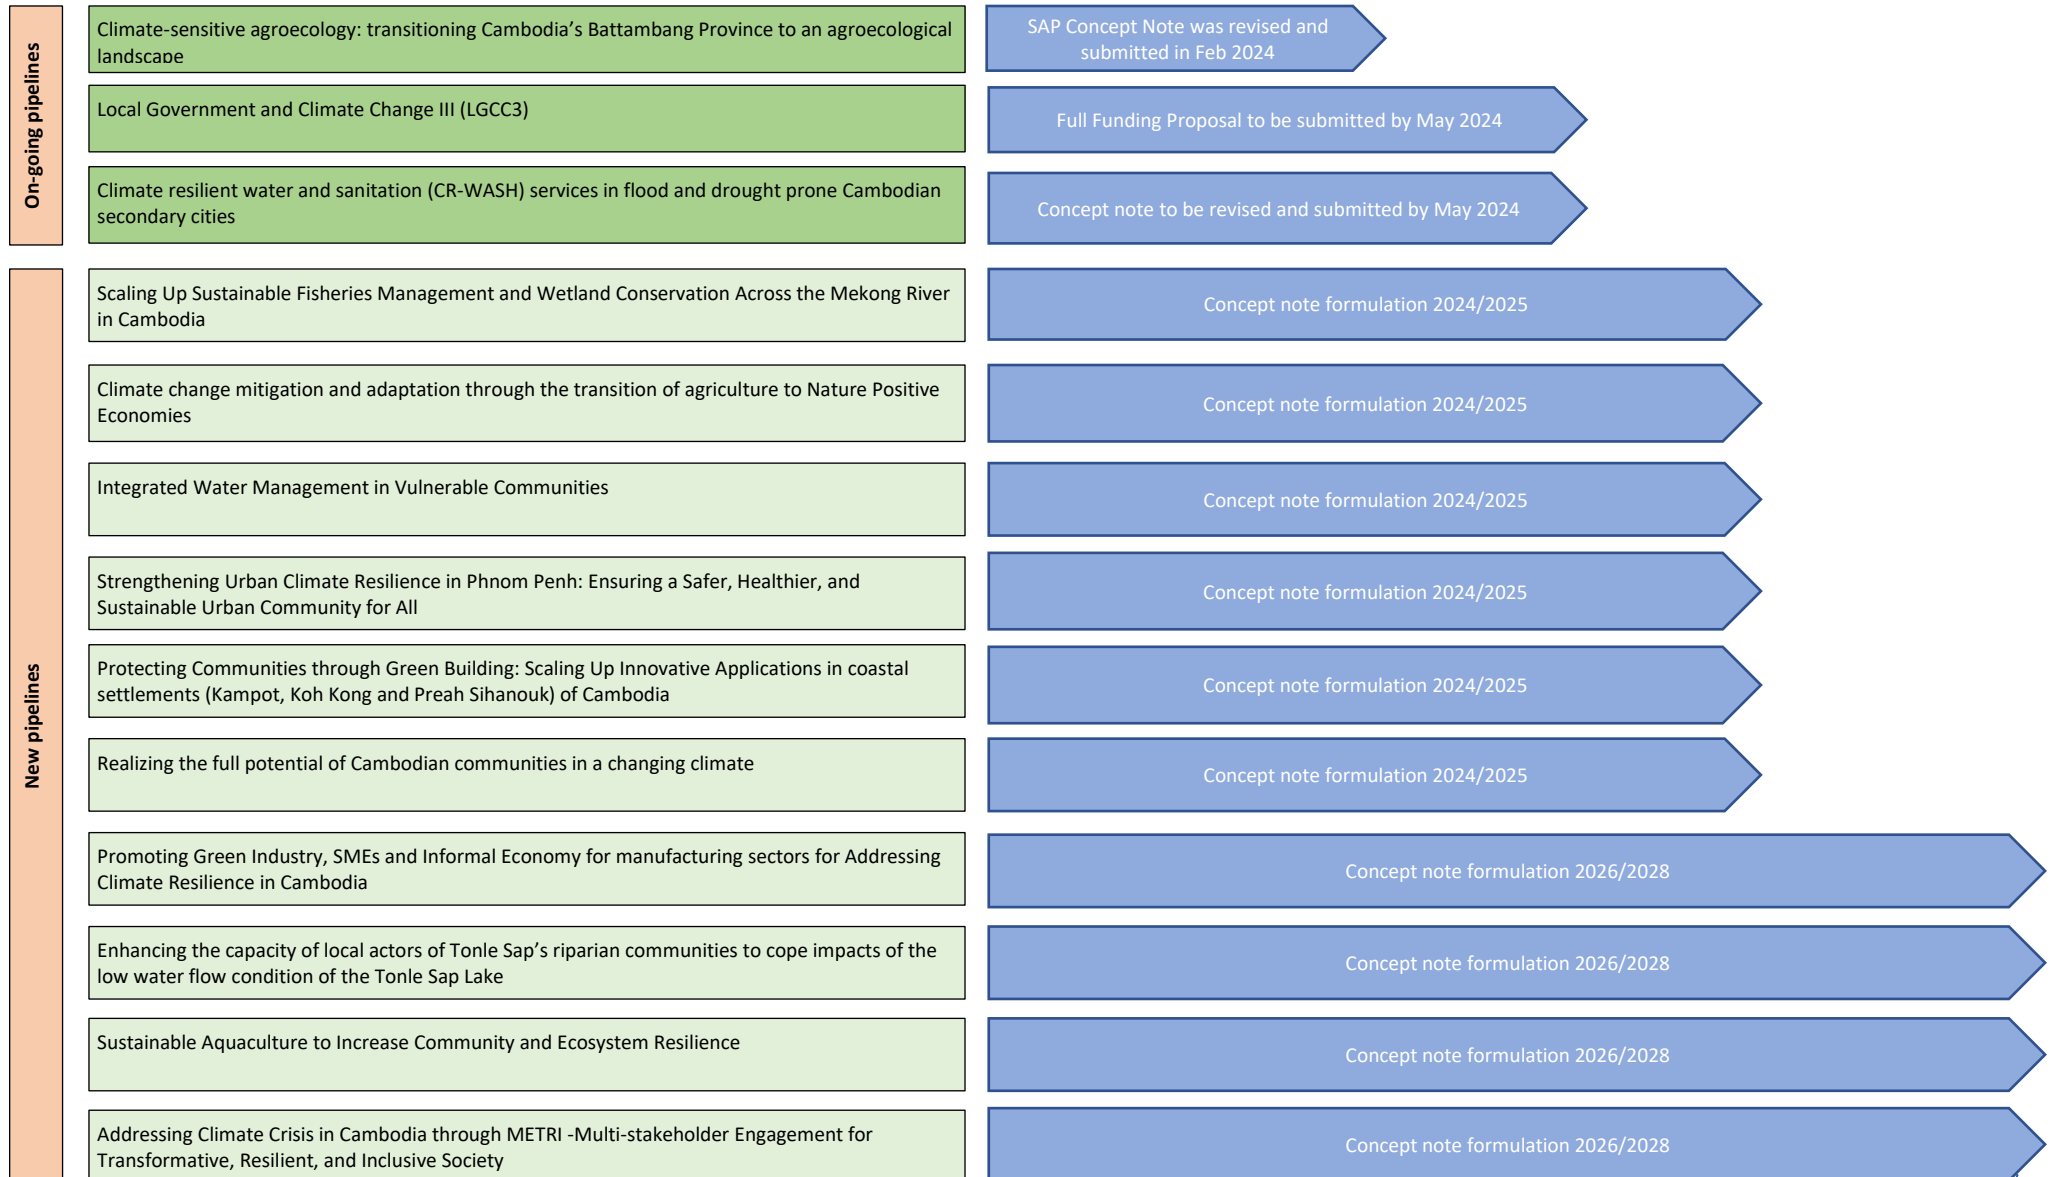 On-going pipelines
Climate-sensitive agroecology: transitioning Cambodia’s Battambang Province to an agroecological
landscape
SAP Concept Note was revised and
submitted in Feb 2024
Local Government and Climate Change III (LGCC3)
Full Funding Proposal to be submitted by May 2024
Climate resilient water and sanitation (CR-WASH) services in flood and drought prone Cambodian
secondary cities
Concept note to be revised and submitted by May 2024
New pipelines
Scaling Up Sustainable Fisheries Management and Wetland Conservation Across the Mekong River
in Cambodia
Concept note formulation 2024/2025
Climate change mitigation and adaptation through the transition of agriculture to Nature Positive
Economies
Concept note formulation 2024/2025
Integrated Water Management in Vulnerable Communities
Concept note formulation 2024/2025
Strengthening Urban Climate Resilience in Phnom Penh: Ensuring a Safer, Healthier, and
Sustainable Urban Community for All
Concept note formulation 2024/2025
Protecting Communities through Green Building: Scaling Up Innovative Applications in coastal
settlements (Kampot, Koh Kong and Preah Sihanouk) of Cambodia
Concept note formulation 2024/2025
Realizing the full potential of Cambodian communities in a changing climate
Concept note formulation 2024/2025
Promoting Green Industry, SMEs and Informal Economy for manufacturing sectors for Addressing
Climate Resilience in Cambodia
Concept note formulation 2026/2028
Enhancing the capacity of local actors of Tonle Sap’s riparian communities to cope impacts of the
low water flow condition of the Tonle Sap Lake
Concept note formulation 2026/2028
Sustainable Aquaculture to Increase Community and Ecosystem Resilience
Concept note formulation 2026/2028
Addressing Climate Crisis in Cambodia through METRI -Multi-stakeholder Engagement for
Transformative, Resilient, and Inclusive Society
Concept note formulation 2026/2028